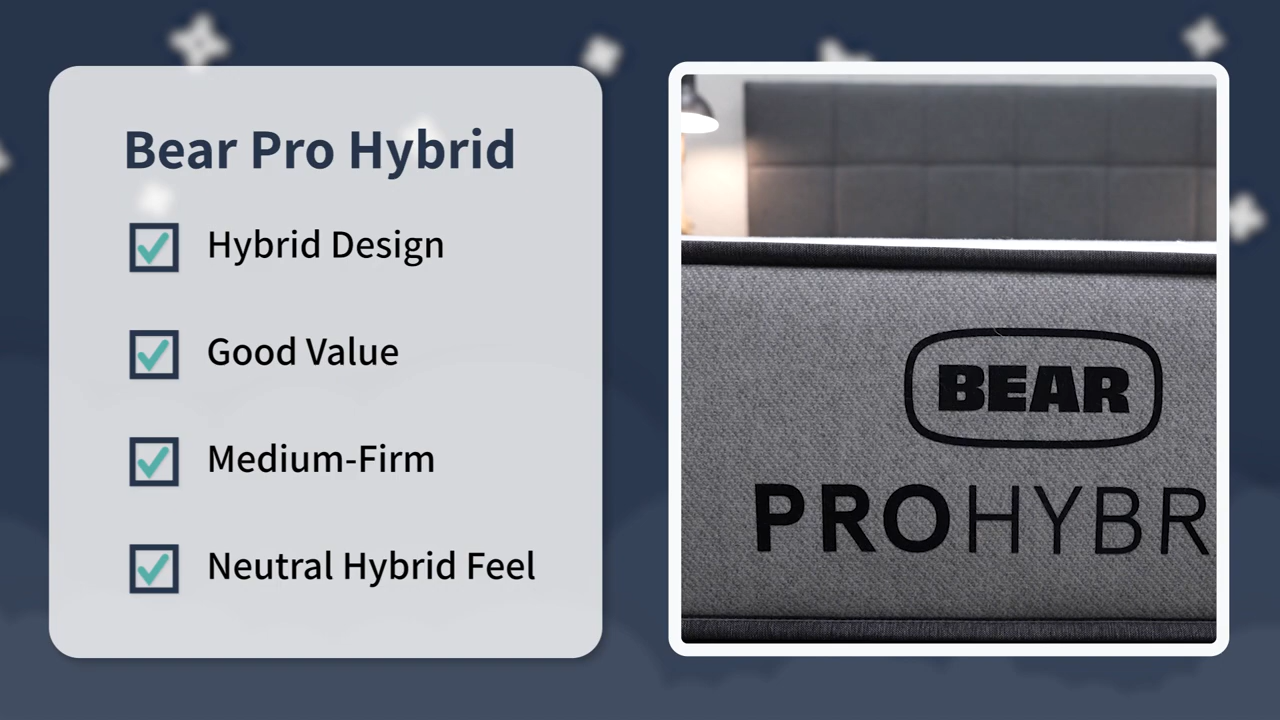 Bear Pro Hybrid
Hybrid Design
Good Value
Medium-Firm
Neutral Hybrid Feel
BEAR
PROHYBR